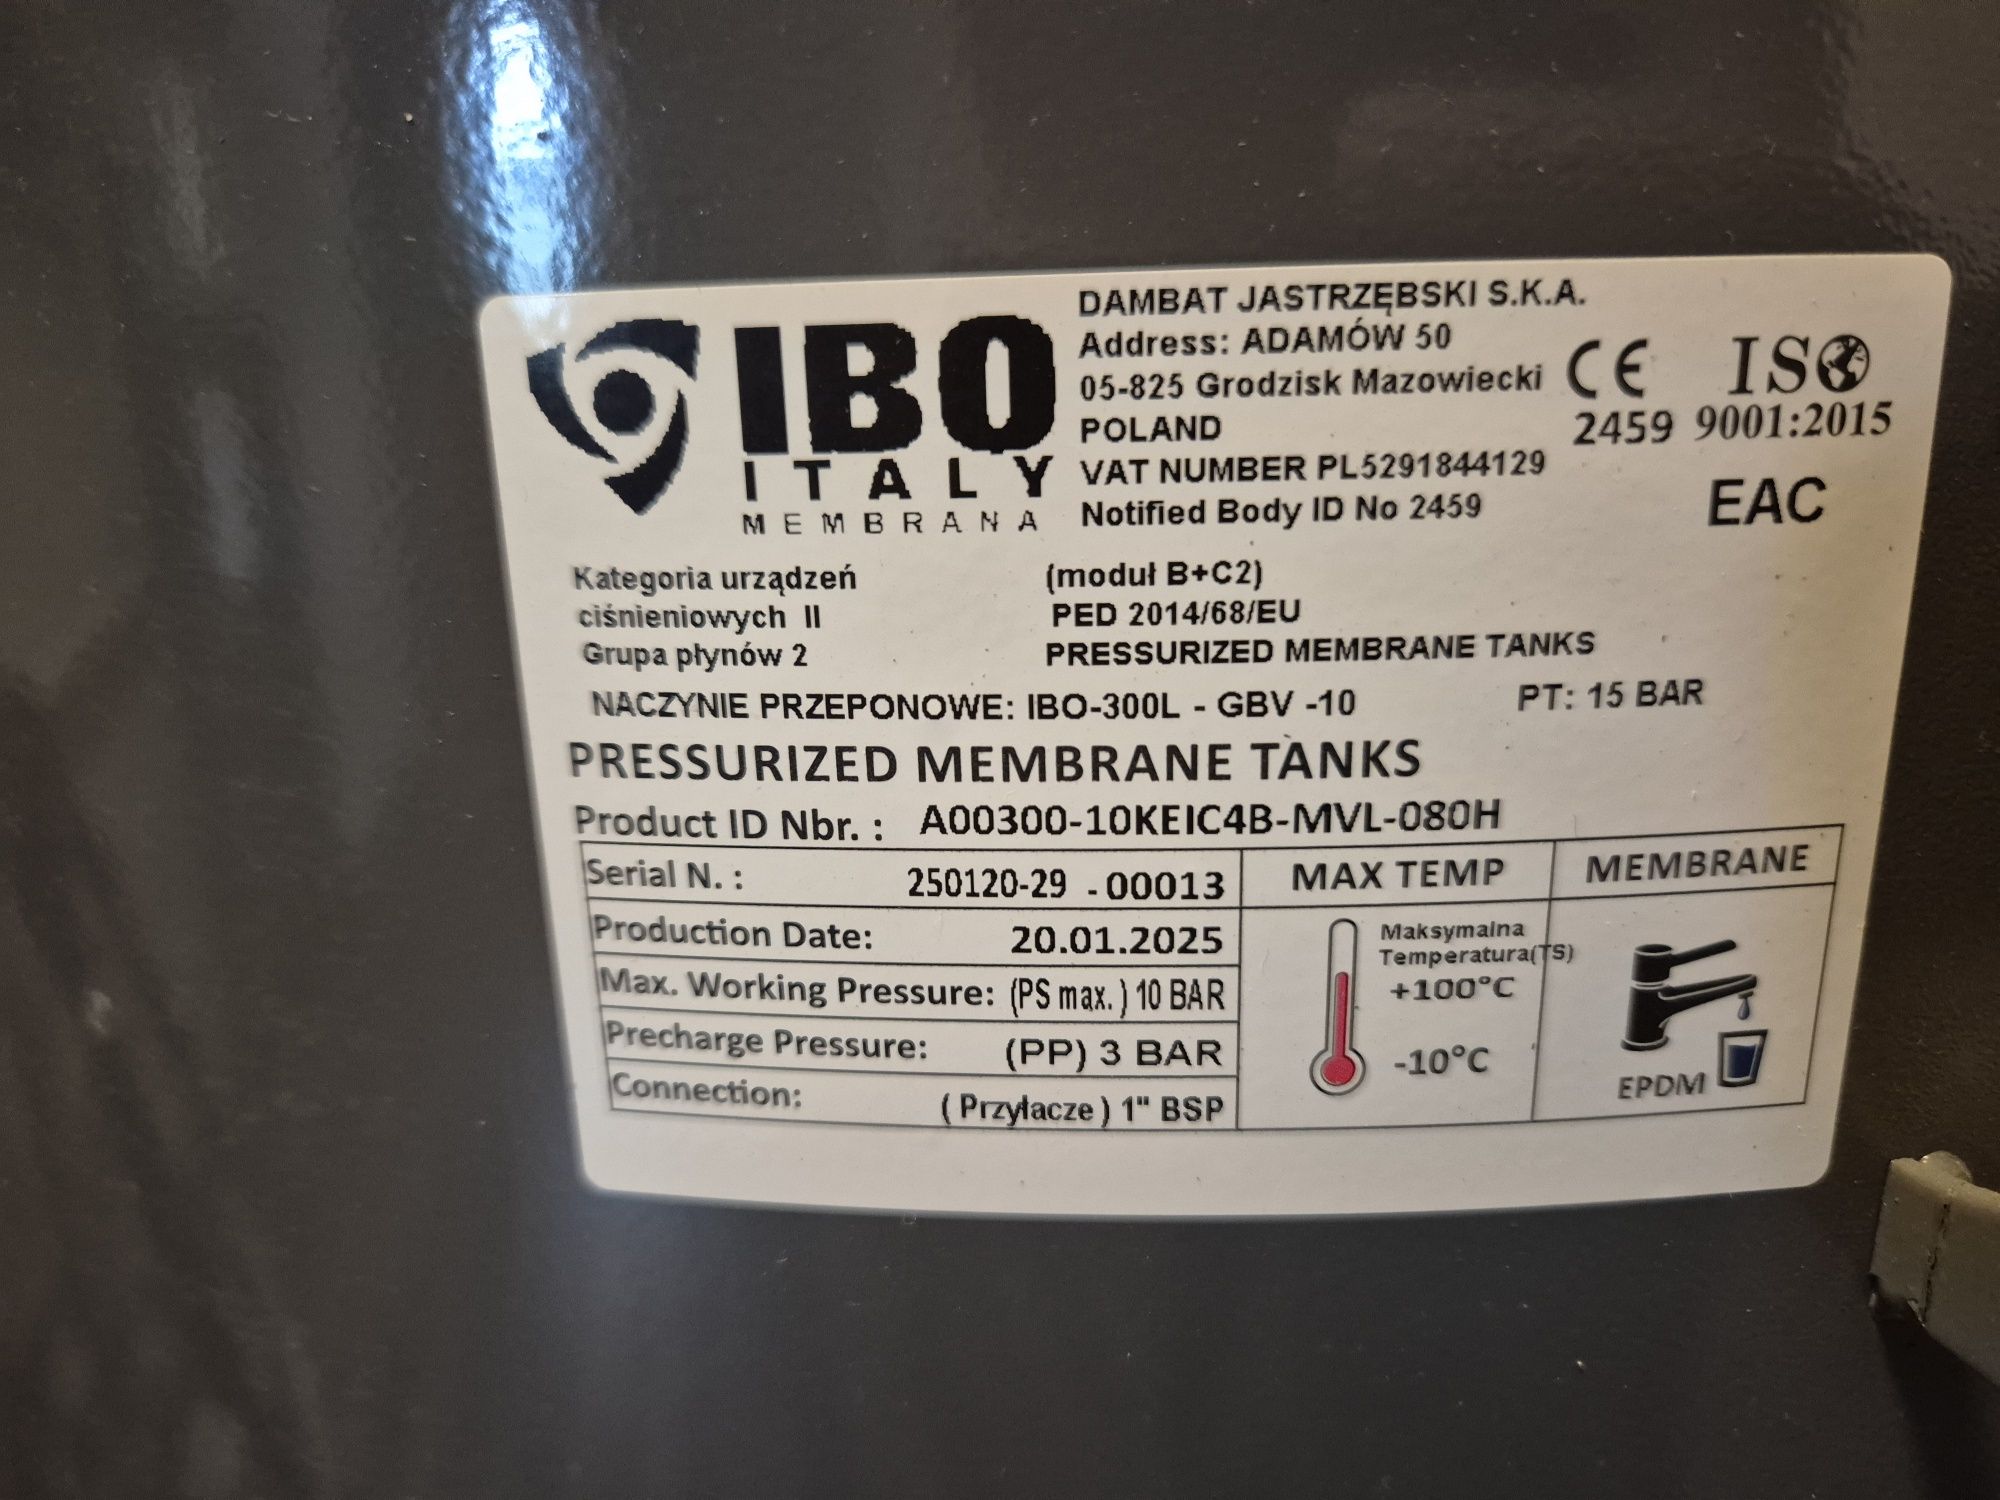 IBO
ITALY
MEMBRANA
DAMBAT JASTRZĘBSKI S.K.A.
Address: ADAMÓW 50
05-825 Grodzisk Mazowiecki
POLAND
VAT NUMBER PL5291844129
Notified Body ID No 2459
CE
2459
ISO
9001:2015
EAC
Kategoria urządzeń
ciśnieniowych II
Grupa płynów 2
(moduł B+C2)
PED 2014/68/EU
PRESSURIZED MEMBRANE TANKS
NACZYNIE PRZEPONOWE: IBO-300L - GBV -10 PT: 15 BAR
PRESSURIZED MEMBRANE TANKS
Product ID Nbr. : A00300-10KEIC4B-MVL-080H
Serial N. : 250120-29 - 00013
Production Date: 20.01.2025
Max. Working Pressure: (PS max. ) 10 BAR
Precharge Pressure: (PP) 3 BAR
Connection: ( Przyłacze ) 1" BSP
MAX TEMP
Maksymalna
Temperatura(TS)
+100°C
-10°C
MEMBRANE
EPDM